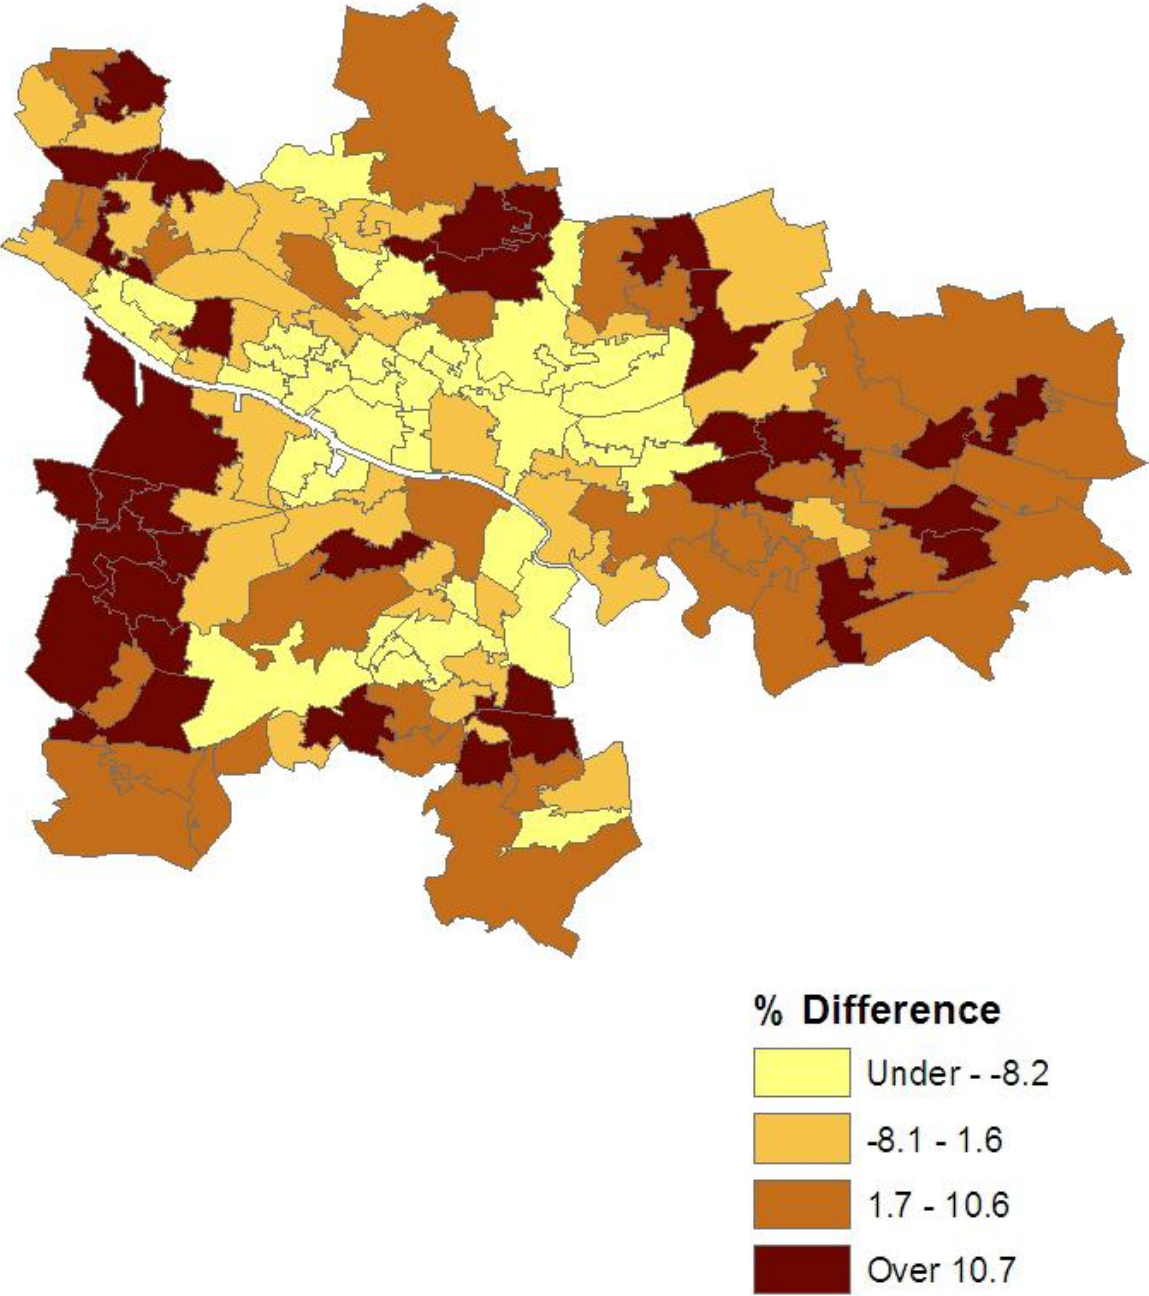 % Difference
Under - -8.2
-8.1 - 1.6
1.7 - 10.6
Over 10.7